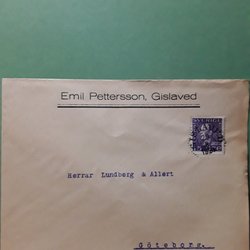 Emil Pettersson, Gislaved
SVERIGE
Herrar Lundberg & Allert
Göteborg.